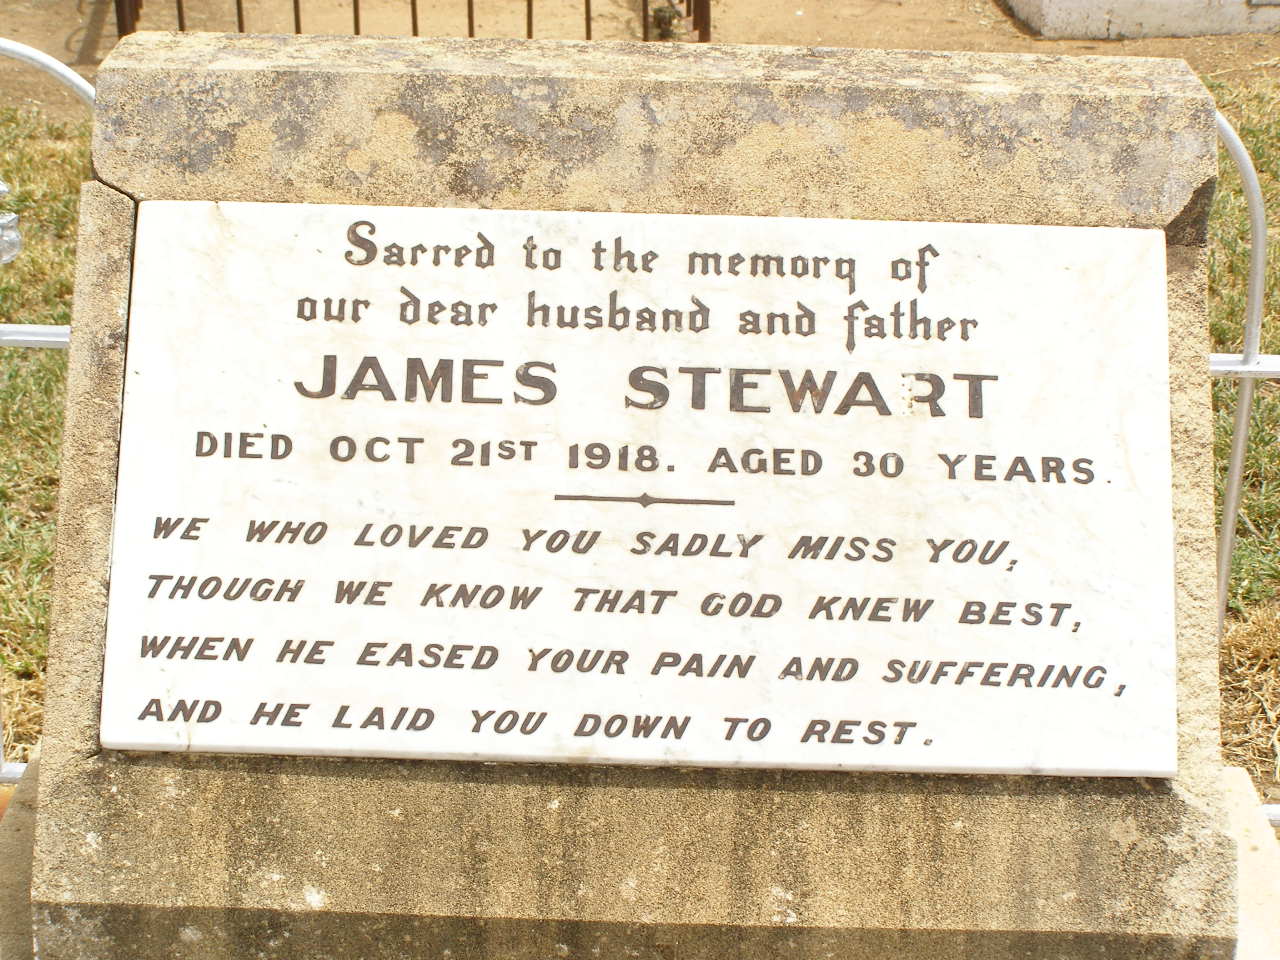 Sacred to the memory of
our dear husband and father
JAMES STEWART
DIED OCT 21ST 1918. AGED 30 YEARS.
WE WHO LOVED YOU SADLY MISS YOU;
THOUGH WE KNOW THAT GOD KNEW BEST;
WHEN HE EASED YOUR PAIN AND SUFFERING;
AND HE LAID YOU DOWN TO REST.